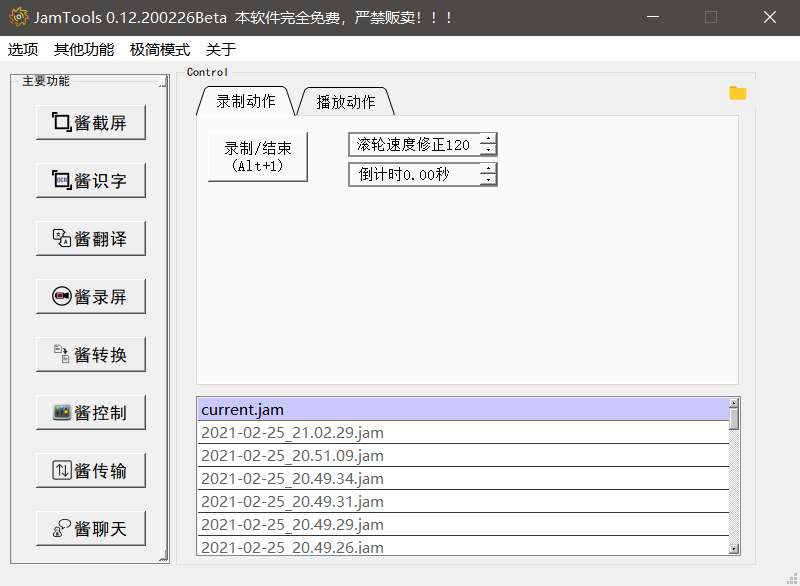 JamTools 0.12.200226Beta 本软件完全免费，严禁贩卖！！！
选项 其他功能 极简模式 关于
主要功能
酱截屏
酱识字
酱翻译
酱录屏
酱转换
酱控制
酱传输
酱聊天
Control
录制动作 播放动作
录制/结束
(Alt+1)
滚轮速度修正120
倒计时0.00秒
current.jam
2021-02-25_21.02.29.jam
2021-02-25_20.51.09.jam
2021-02-25_20.49.34.jam
2021-02-25_20.49.31.jam
2021-02-25_20.49.29.jam
2021-02-25_20.49.26.jam